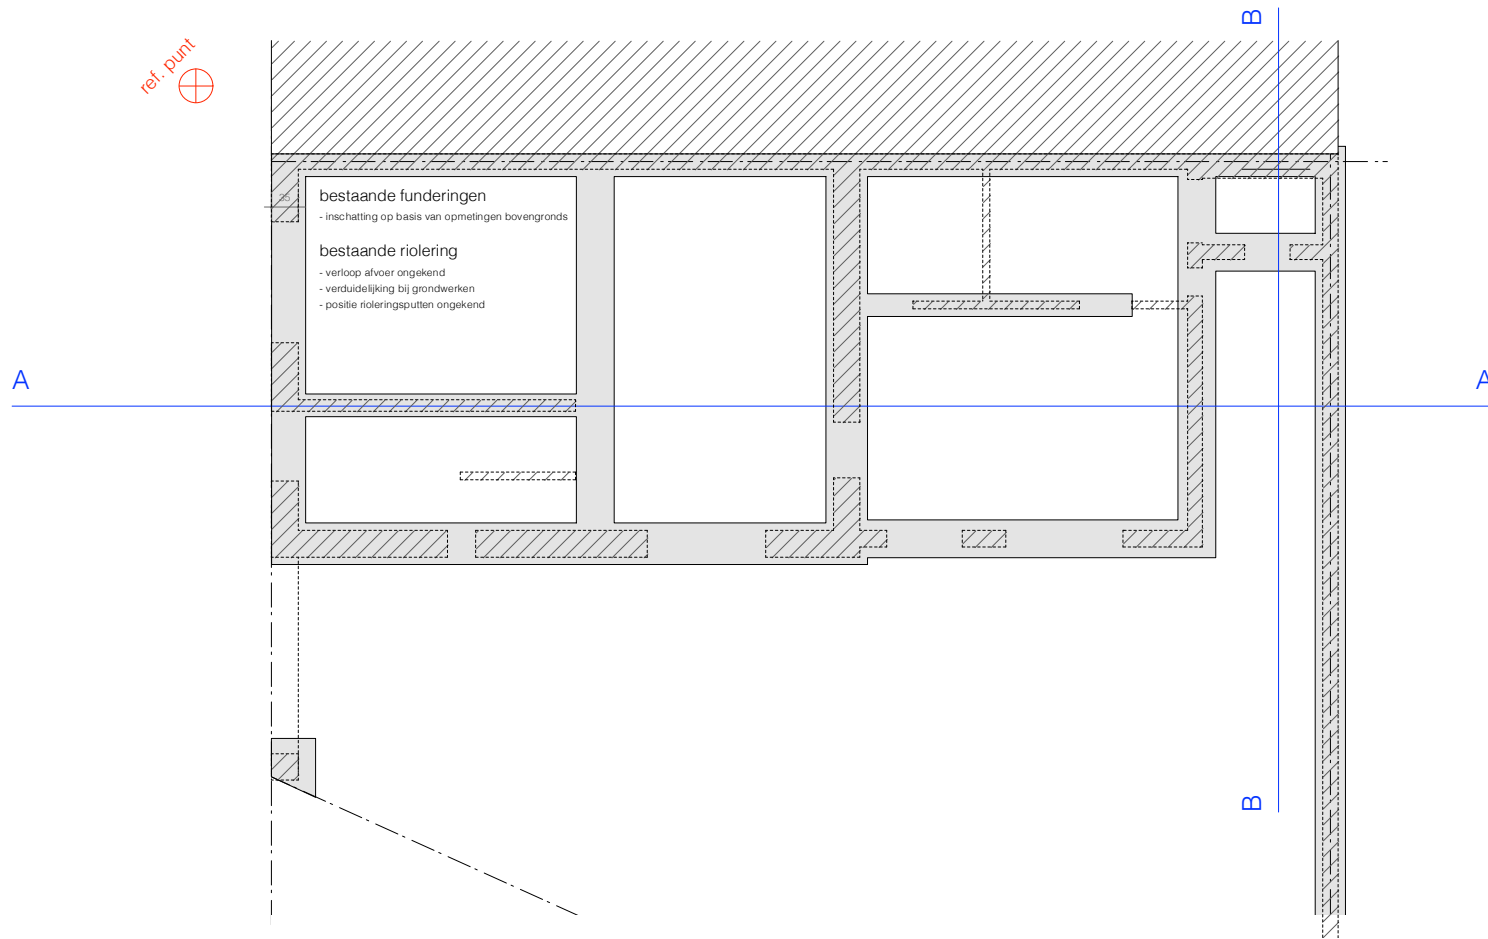 B
ref. punt
35
bestaande funderingen
- inschatting op basis van opmetingen bovengronds
bestaande riolering
- verloop afvoer ongekend
- verduidelijking bij grondwerken
- positie rioleringsputten ongekend
A
A
B